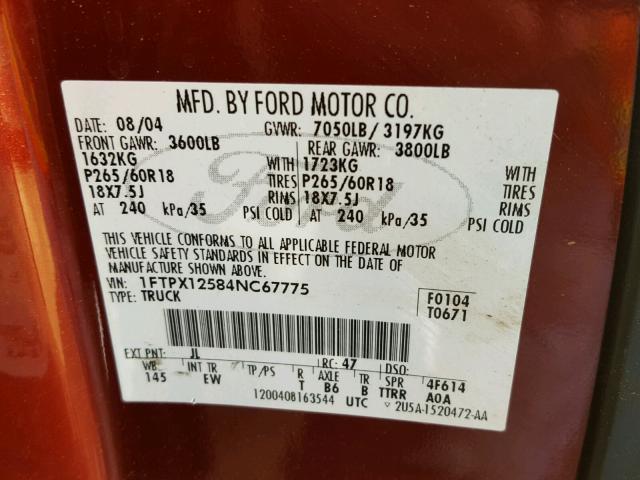 MFD. BY FORD MOTOR CO.
DATE: 08/04 GVWR: 7050LB/ 3197KG
FRONT GAWR: 3600LB REAR GAWR: 3800LB
1632KG WITH 1723KG WITH
P265/60R18 TIRES P265/60R18 TIRES
18X7.5J RIMS 18X7.5J RIMS
AT 240 kPa/35 PSI COLD AT 240 kPa/35 PSI COLD
Ford
THIS VEHICLE CONFORMS TO ALL APPLICABLE FEDERAL MOTOR
VEHICLE SAFETY STANDARDS IN EFFECT ON THE DATE OF
MANUFACTURE SHOWN ABOVE.
VIN: 1FTPX12584NC67775 F0104
TYPE: TRUCK T0671
EXT PNT: JL RC: 47 DSO:
WB INT TR TP/PS R AXLE TR SPR 4F614
145 EW T B6 B TTRR A0A
1200408163544 UTC 2U5A-1520472-AA